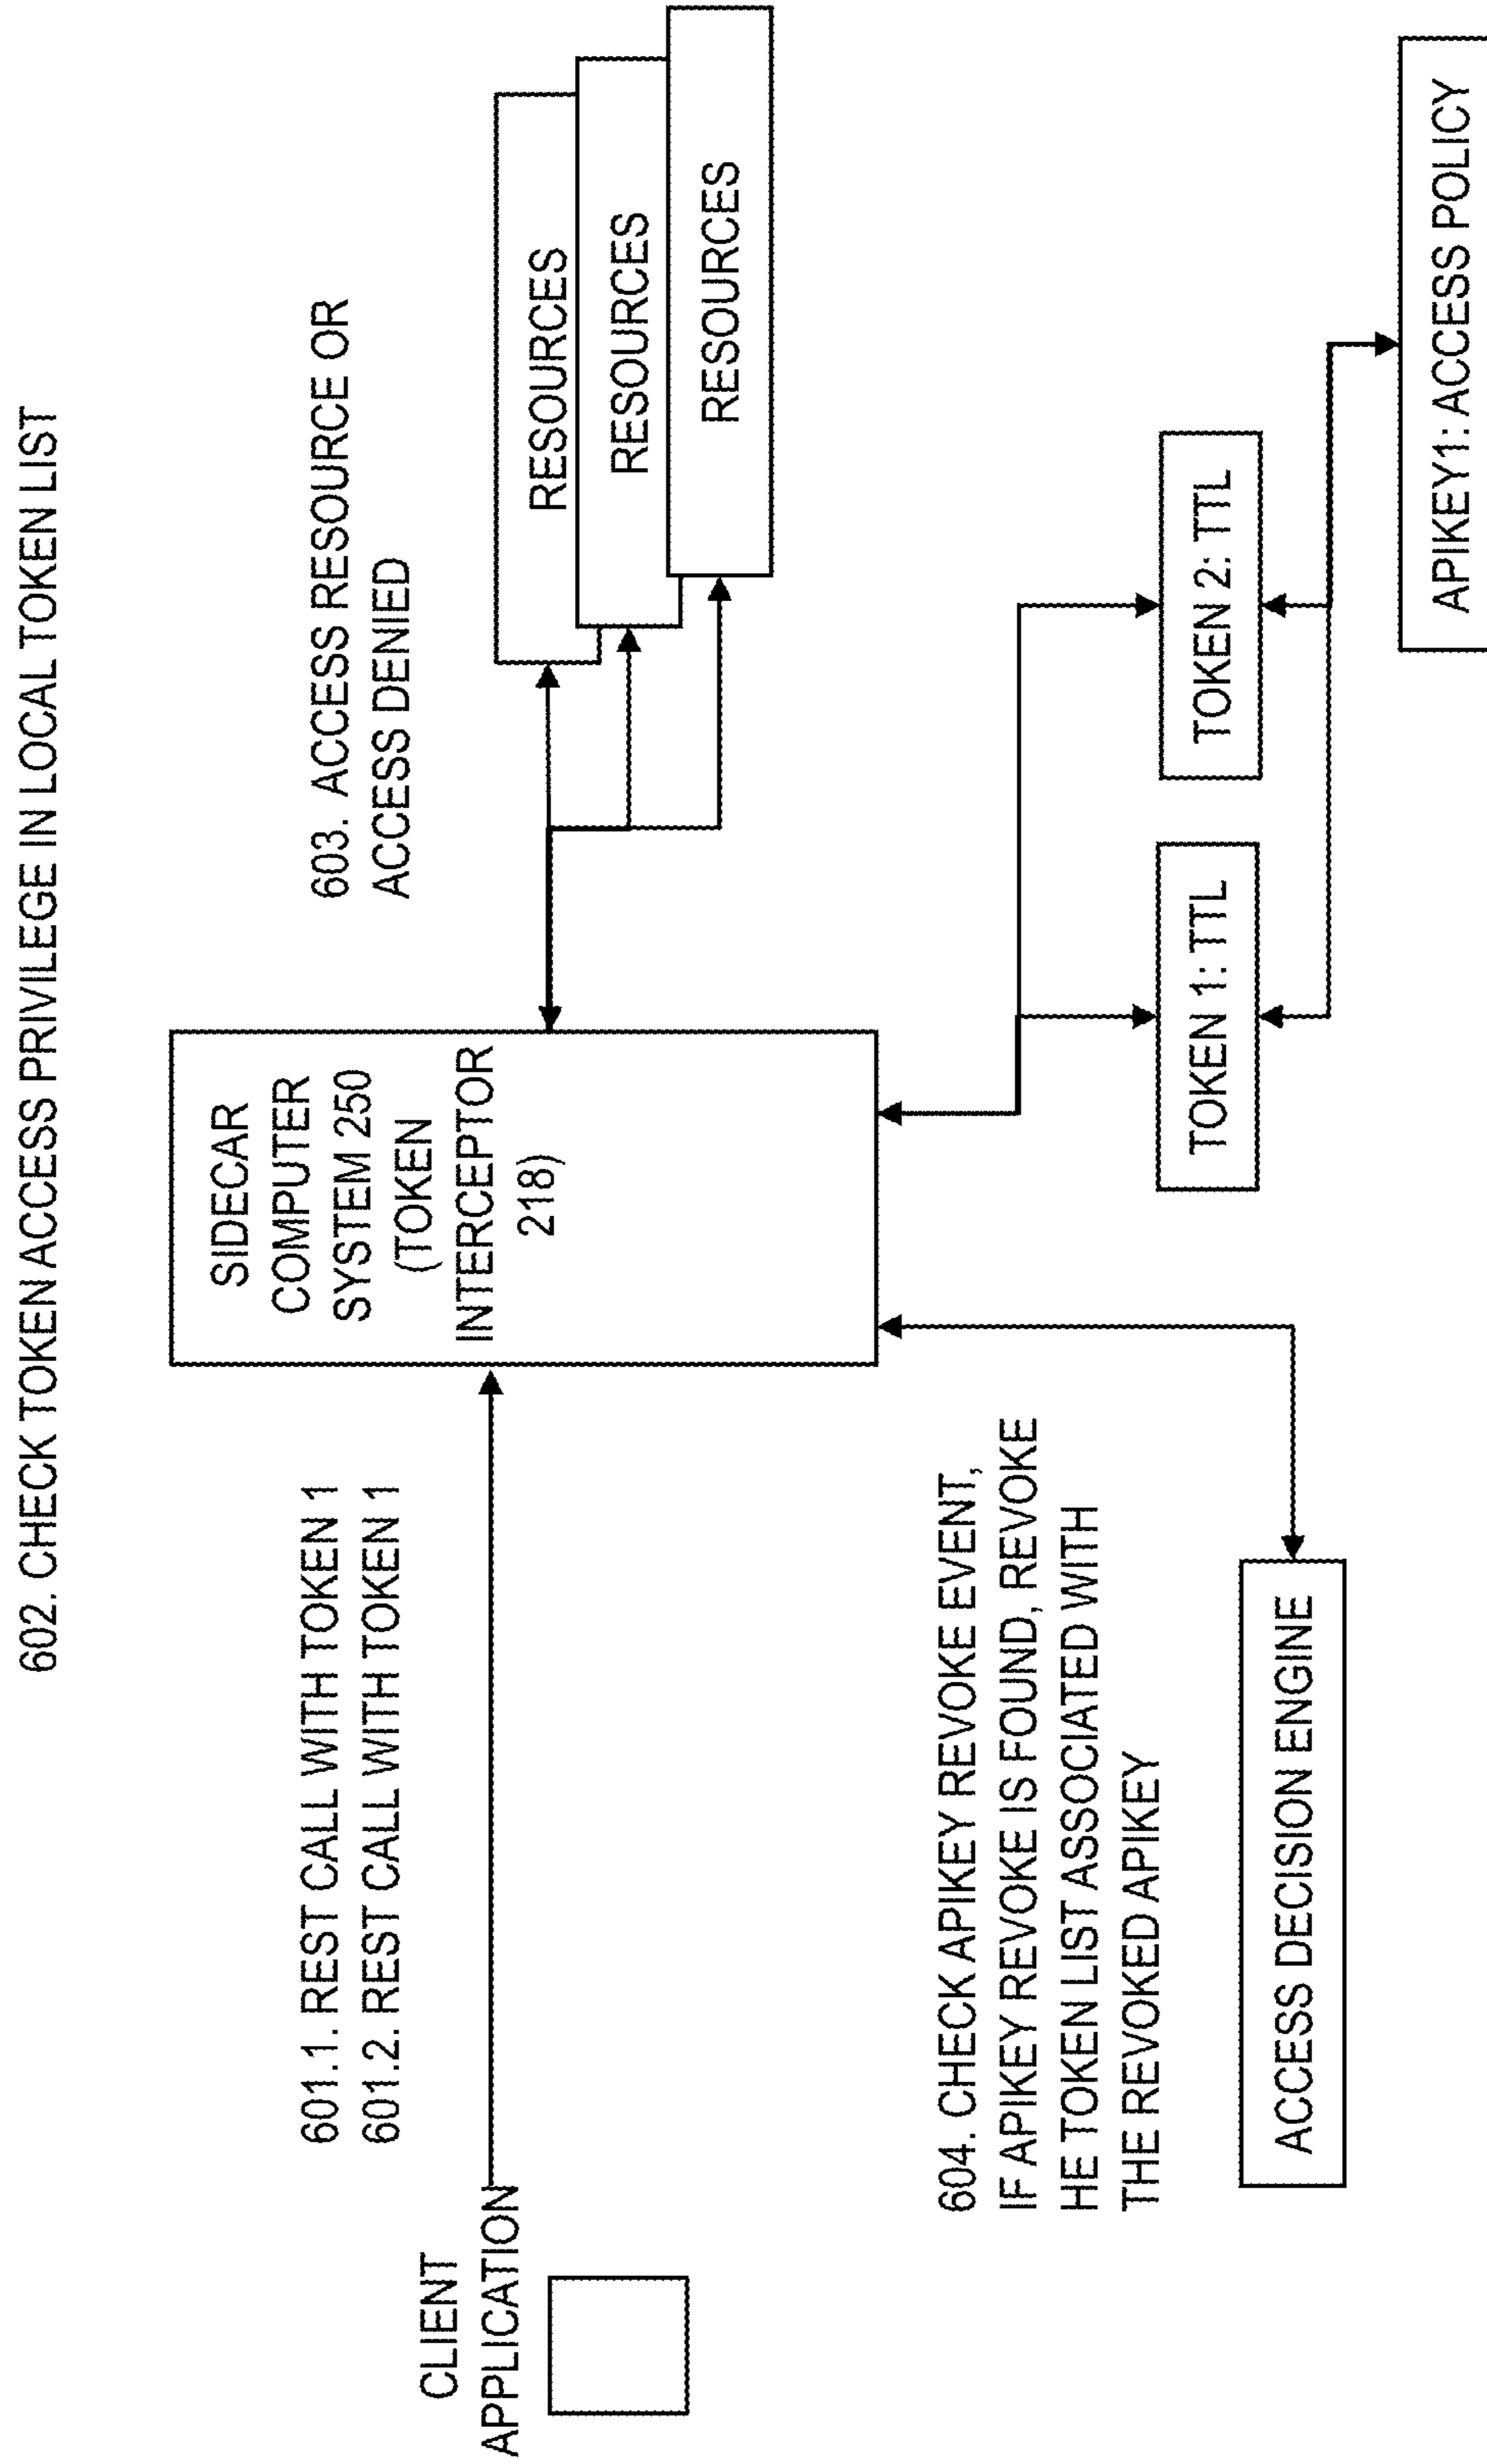 602. CHECK TOKEN ACCESS PRIVILEGE IN LOCAL TOKEN LIST
601.1. REST CALL WITH TOKEN 1
601.2. REST CALL WITH TOKEN 1
603. ACCESS RESOURCE OR
ACCESS DENIED
CLIENT
APPLICATION
SIDECAR
COMPUTER
SYSTEM 250
(TOKEN
INTERCEPTOR
218)
RESOURCES
RESOURCES
RESOURCES
604. CHECK APIKEY REVOKE EVENT,
IF APIKEY REVOKE IS FOUND, REVOKE
HE TOKEN LIST ASSOCIATED WITH
THE REVOKED APIKEY
ACCESS DECISION ENGINE
TOKEN 1: TTL
TOKEN 2: TTL
APIKEY1: ACCESS POLICY